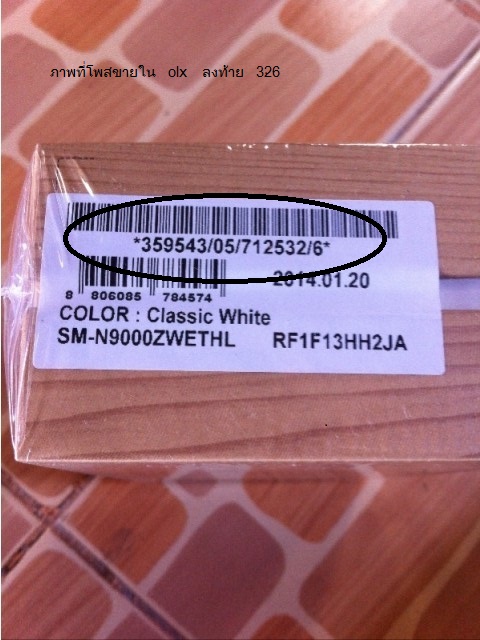 ภาพที่โพสขายใน olx ลงท้าย 326
*359543/05/712532/6*
2014.01.20
8 806085 784574
COLOR : Classic White
SM-N9000ZWETHL RF1F13HH2JA